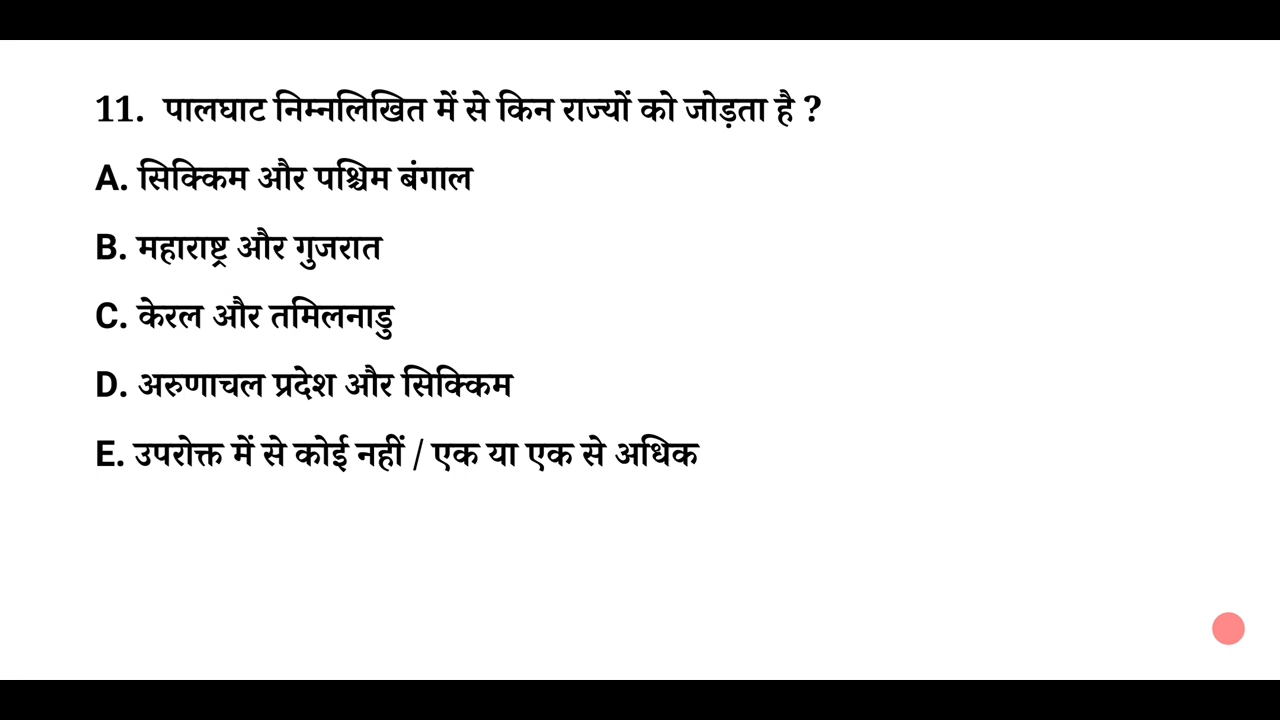 11. पालघाट निम्नलिखित में से किन राज्यों को जोड़ता है ?
A. सिक्किम और पश्चिम बंगाल
B. महाराष्ट्र और गुजरात
C. केरल और तमिलनाडु
D. अरुणाचल प्रदेश और सिक्किम
E. उपरोक्त में से कोई नहीं / एक या एक से अधिक